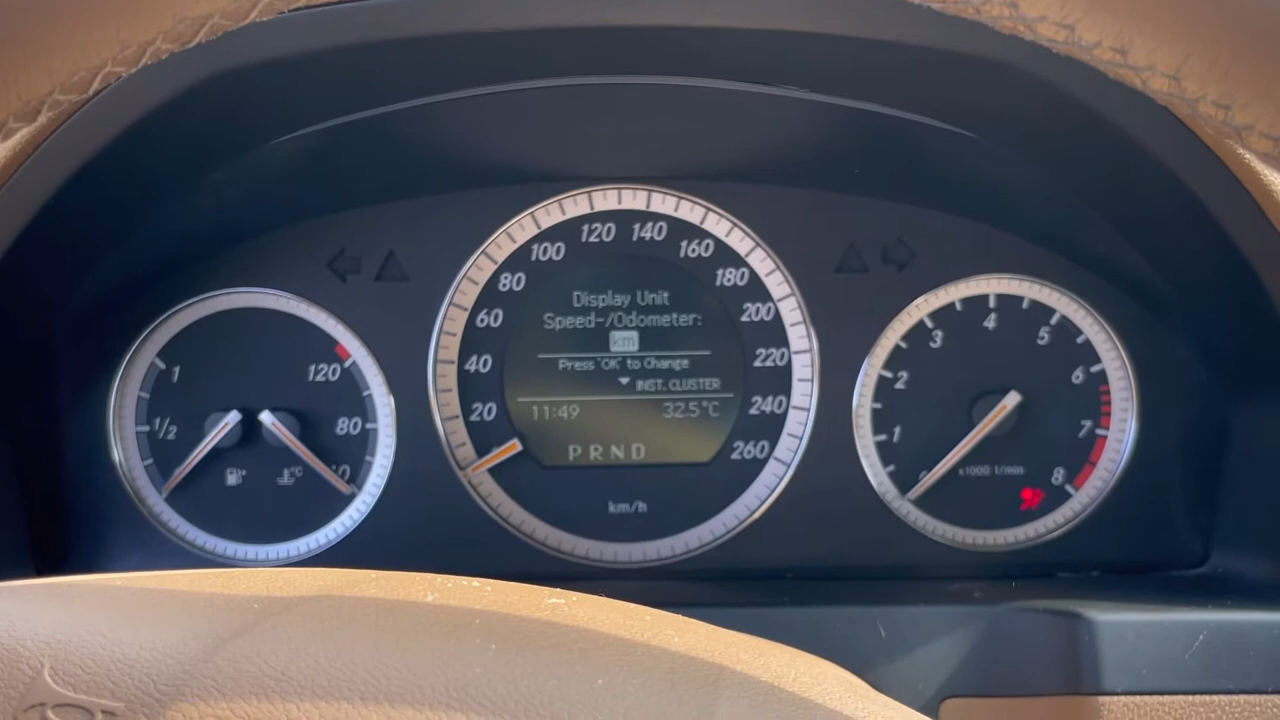 Display Unit
Speed-/Odometer:
km
Press 'OK' to Change
INST. CLUSTER
11:49 32.5°C
P R N D
km/h
20
40
60
80
100
120
140
160
180
200
220
240
260
1
1/2
120
80
°C
1
2
3
4
5
6
7
8
x1000 1/min